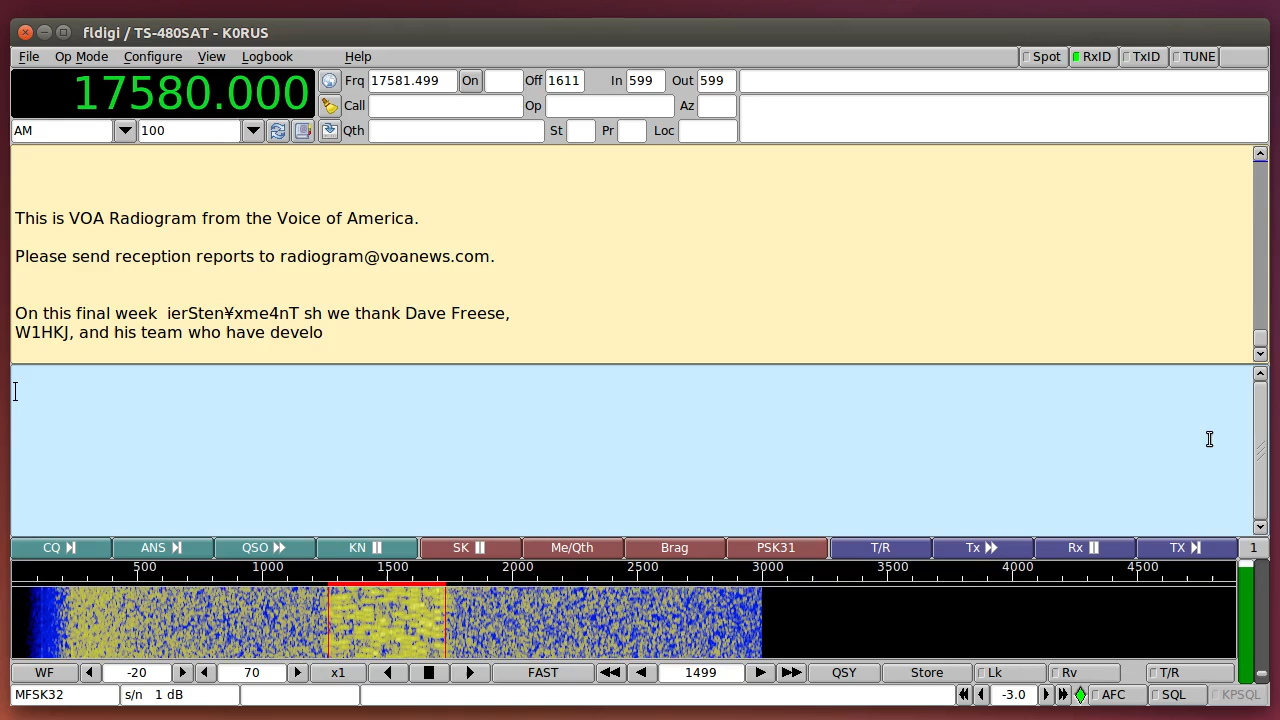 fldigi / TS-480SAT - K0RUS
File Op Mode Configure View Logbook Help Spot RxID TxID TUNE
17580.000 Frq 17581.499 On Off 1611 In 599 Out 599
Call Op Az
AM 100 Qth St Pr Loc
This is VOA Radiogram from the Voice of America.
Please send reception reports to radiogram@voanews.com.
On this final week  ierSten¥xme4nT sh we thank Dave Freese,
W1HKJ, and his team who have develo
CQ ANS QSO KN SK Me/Qth Brag PSK31 T/R Tx Rx TX 1
500 1000 1500 2000 2500 3000 3500 4000 4500
WF -20 70 x1 FAST 1499 QSY Store Lk Rv T/R
MFSK32 s/n 1 dB -3.0 AFC SQL KPSQL